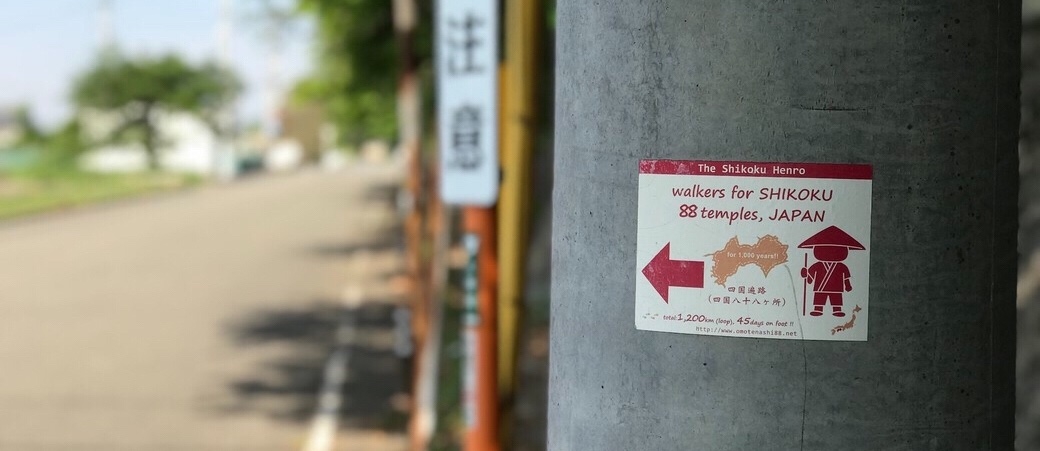 注意
The Shikoku Henro
walkers for SHIKOKU
88 temples, JAPAN
for 1,000 years!!
四国遍路
(四国八十八ヶ所)
total 1,200km (loop), 45days on foot !!
http://www.omotenashi88.net